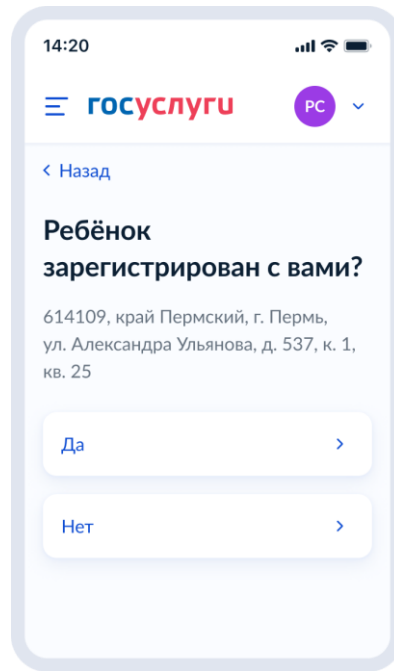 14:20
госуслуги
РС
Назад
Ребёнок
зарегистрирован с вами?
614109, край Пермский, г. Пермь,
ул. Александра Ульянова, д. 537, к. 1,
кв. 25
Да
Нет